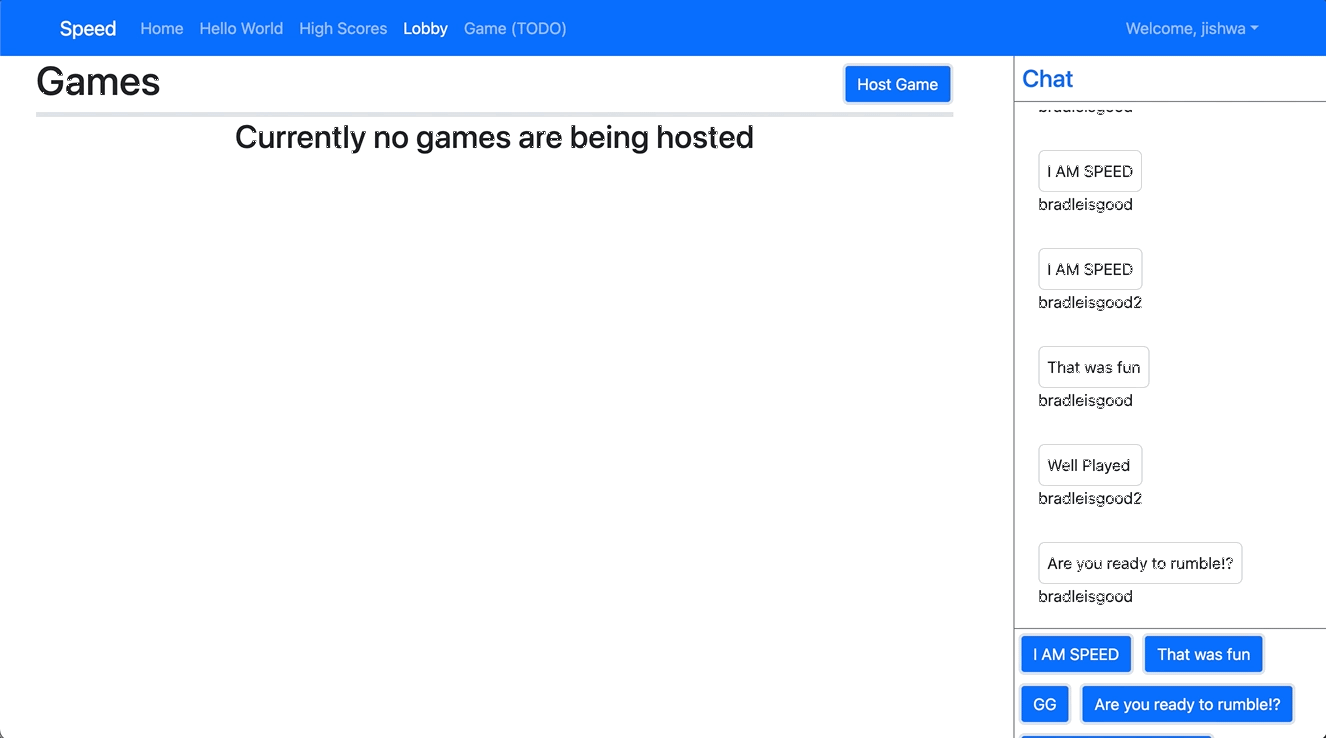 Speed Home Hello World High Scores Lobby Game (TODO) Welcome, jishwa
Games Host Game
Currently no games are being hosted
Chat
bradleisgood
I AM SPEED
bradleisgood
I AM SPEED
bradleisgood2
That was fun
bradleisgood
Well Played
bradleisgood2
Are you ready to rumble!?
bradleisgood
I AM SPEED That was fun
GG Are you ready to rumble!?